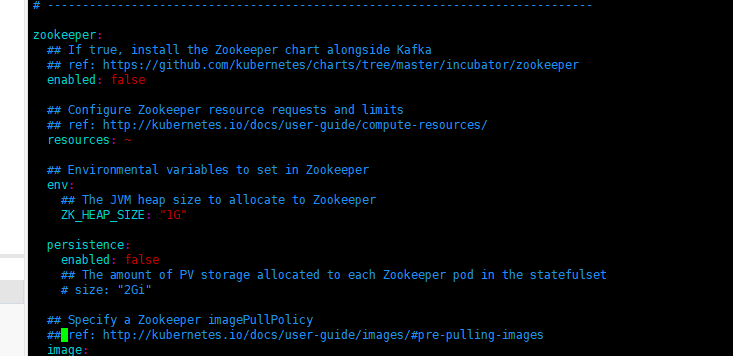 # ------------------------------------------------------------------------------
zookeeper:
## If true, install the Zookeeper chart alongside Kafka
## ref: https://github.com/kubernetes/charts/tree/master/incubator/zookeeper
enabled: false
## Configure Zookeeper resource requests and limits
## ref: http://kubernetes.io/docs/user-guide/compute-resources/
resources: ~
## Environmental variables to set in Zookeeper
env:
## The JVM heap size to allocate to Zookeeper
ZK_HEAP_SIZE: "1G"
persistence:
enabled: false
## The amount of PV storage allocated to each Zookeeper pod in the statefulset
# size: "2Gi"
## Specify a Zookeeper imagePullPolicy
## ref: http://kubernetes.io/docs/user-guide/images/#pre-pulling-images
image: